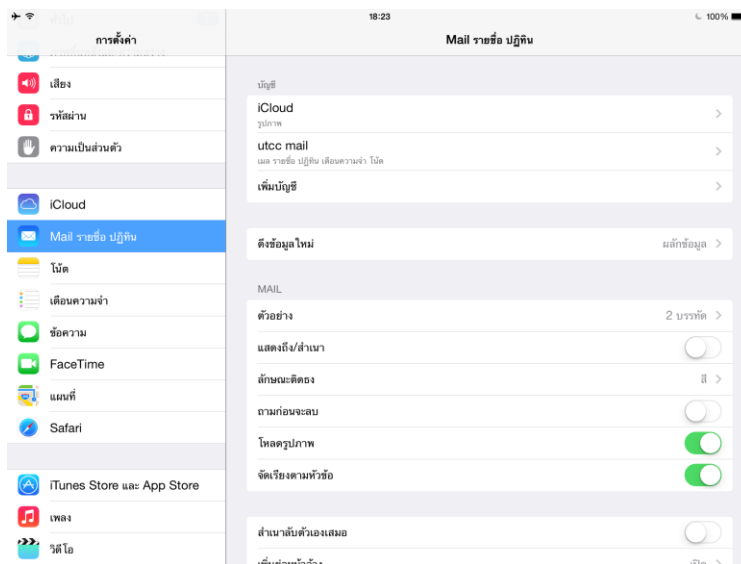 18:23
100%
การตั้งค่า
เสียง
รหัสผ่าน
ความเป็นส่วนตัว
iCloud
Mail รายชื่อ ปฏิทิน
โน้ต
เตือนความจำ
ข้อความ
FaceTime
แผนที่
Safari
iTunes Store และ App Store
เพลง
วิดีโอ
Mail รายชื่อ ปฏิทิน
บัญชี
iCloud
รูปภาพ
utcc mail
เมล รายชื่อ ปฏิทิน เตือนความจำ โน้ต
เพิ่มบัญชี
ดึงข้อมูลใหม่ ผลักข้อมูล
MAIL
ตัวอย่าง 2 บรรทัด
แสดงถึง/สำเนา
ลักษณะติดธง สี
ถามก่อนจะลบ
โหลดรูปภาพ
จัดเรียงตามหัวข้อ
สำเนาลับตัวเองเสมอ